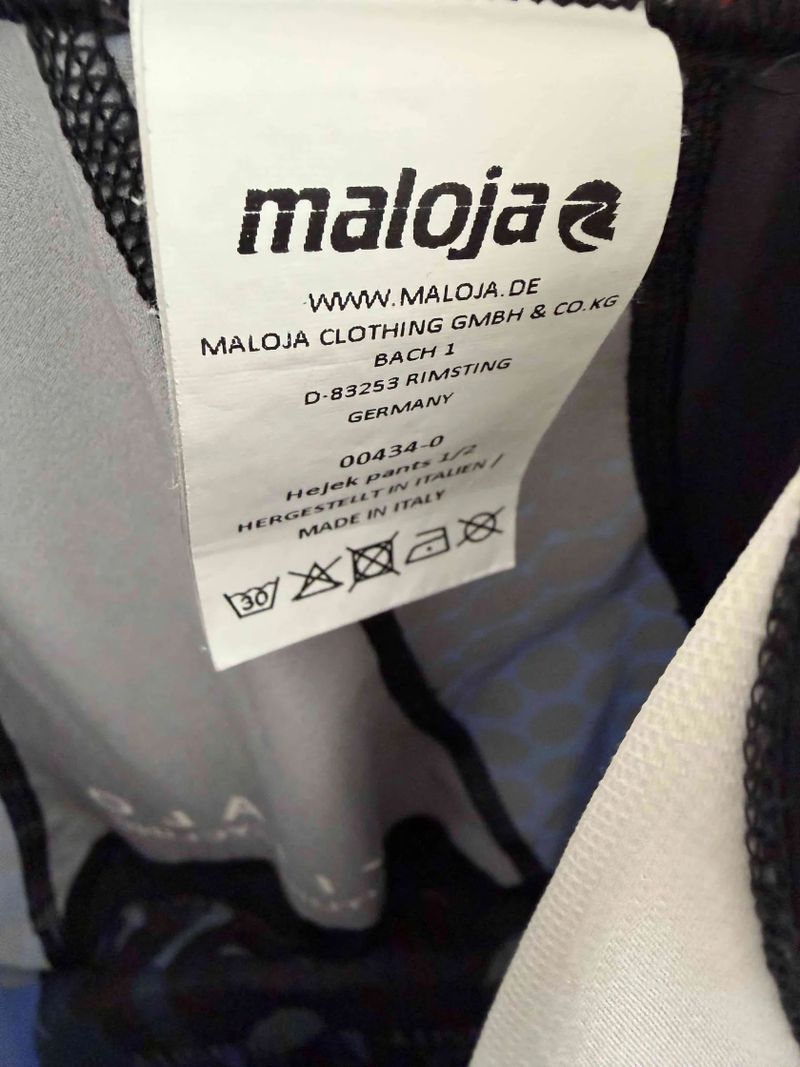 maloja
WWW.MALOJA.DE
MALOJA CLOTHING GMBH & CO.KG
BACH 1
D-83253 RIMSTING
GERMANY
00434-0
Hejek pants 1/2
HERGESTELLT IN ITALIEN /
MADE IN ITALY
30
OJA